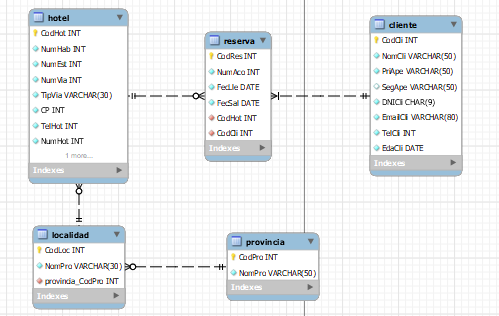 hotel
CodHot INT
NumHab INT
NumEst INT
NumVia INT
TipVia VARCHAR(30)
CP INT
TelHot INT
NumHot INT
1 more...
Indexes
reserva
CodRes INT
NumAco INT
FecLle DATE
FecSal DATE
CodHot INT
CodCli INT
Indexes
cliente
CodCli INT
NomCli VARCHAR(50)
PriApe VARCHAR(50)
SegApe VARCHAR(50)
DNICli CHAR(9)
EmailCli VARCHAR(80)
TelCli INT
EdaCli DATE
Indexes
localidad
CodLoc INT
NomPro VARCHAR(30)
provincia_CodPro INT
Indexes
provincia
CodPro INT
NomPro VARCHAR(50)
Indexes